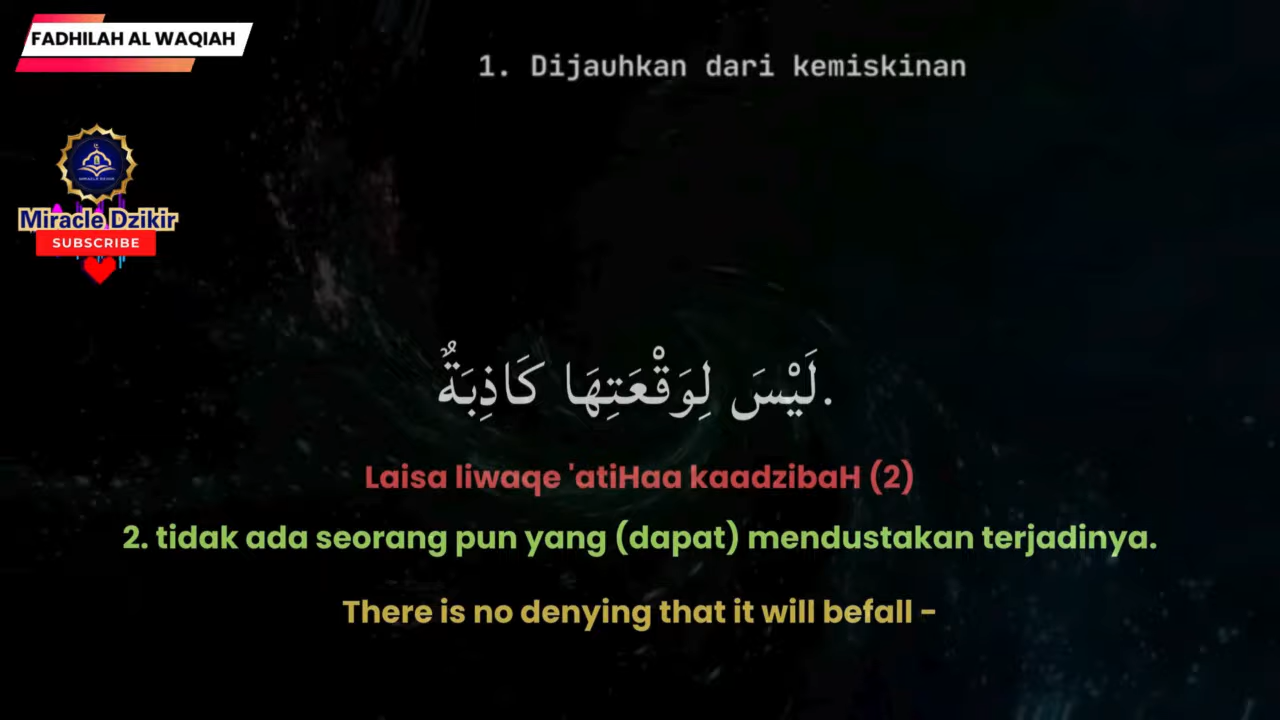 FADHILAH AL WAQIAH
1. Dijauhkan dari kemiskinan
Miracle Dzikir
SUBSCRIBE
لَيْسَ لِوَقْعَتِهَا كَاذِبَةٌ.
Laisa liwaqe 'atiHaa kaadzibaH (2)
2. tidak ada seorang pun yang (dapat) mendustakan terjadinya.
There is no denying that it will befall -